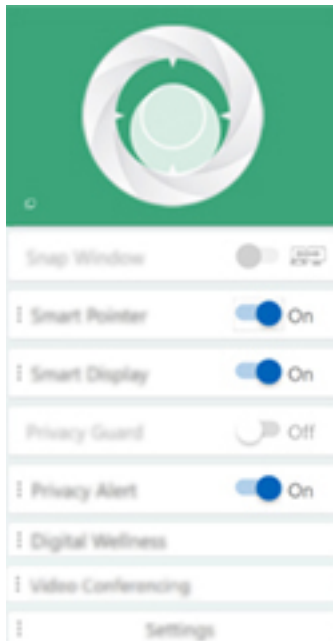 Snap Window
Smart Pointer On
Smart Display On
Privacy Guard Off
Privacy Alert On
Digital Wellness
Video Conferencing
Settings